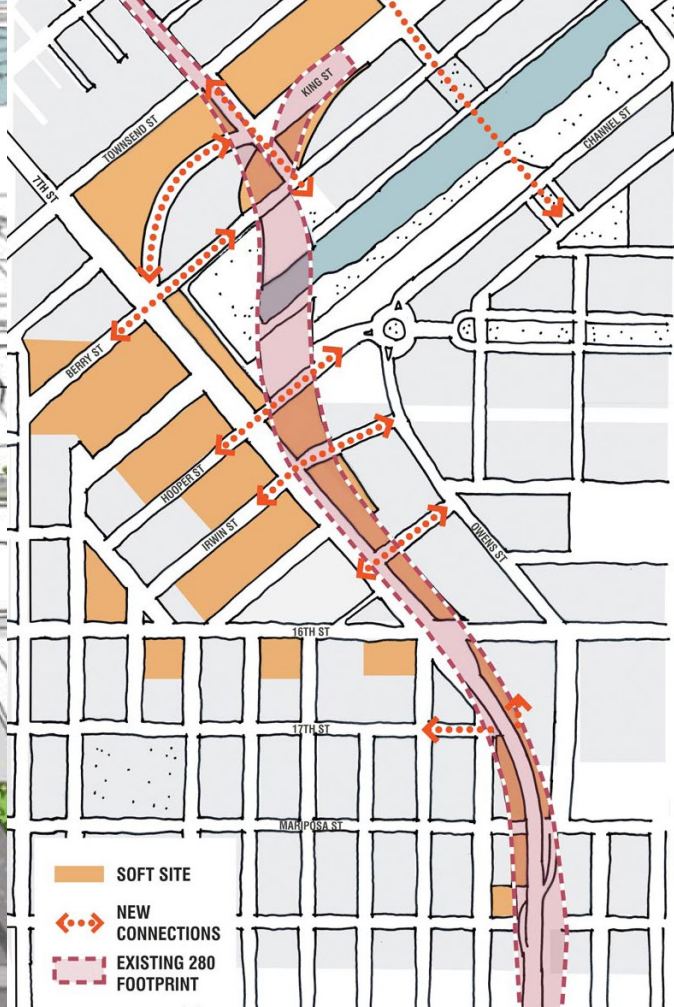 KING ST
TOWNSEND ST
CHANNEL ST
7TH ST
BERRY ST
HOOPER ST
IRWIN ST
OWENS ST
16TH ST
17TH ST
MARIPOSA ST
SOFT SITE
NEW
CONNECTIONS
EXISTING 280
FOOTPRINT